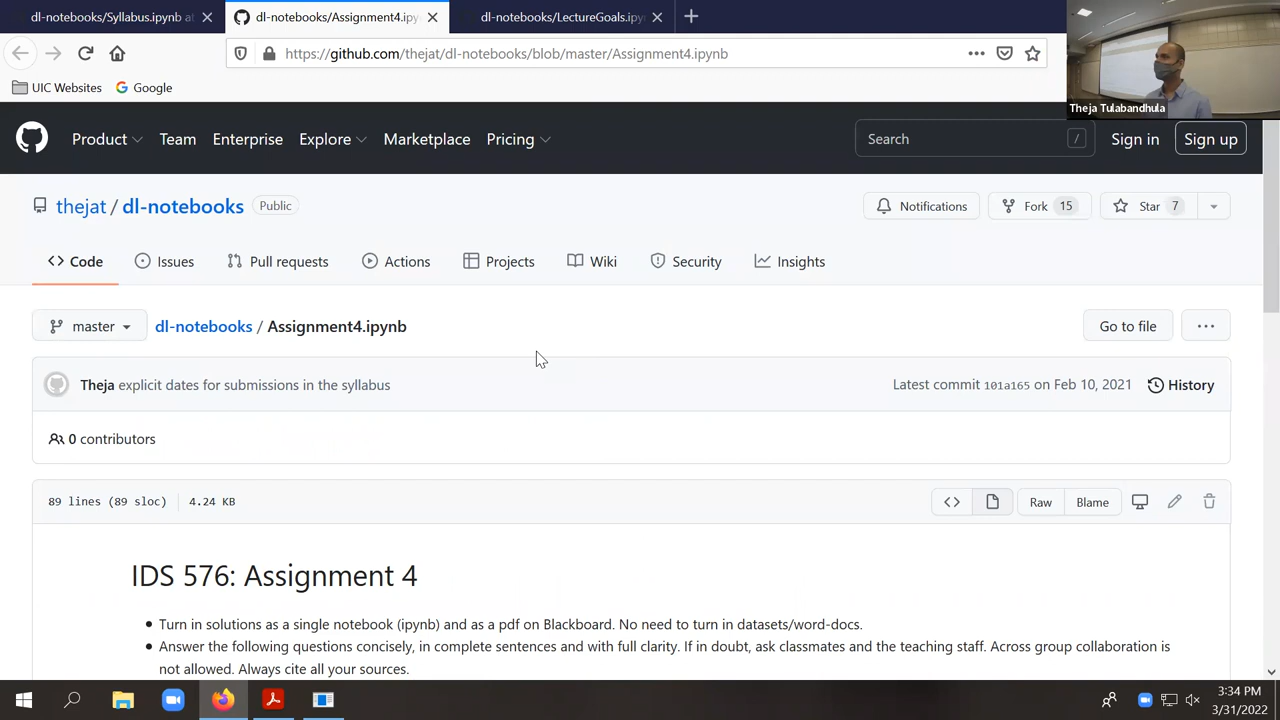 dl-notebooks/Syllabus.ipynb at
dl-notebooks/Assignment4.ipy
dl-notebooks/LectureGoals.ipy
https://github.com/thejat/dl-notebooks/blob/master/Assignment4.ipynb
UIC Websites
Google
Theja Tulabandhula
Product
Team
Enterprise
Explore
Marketplace
Pricing
Search
/
Sign in
Sign up
thejat / dl-notebooks
Public
Notifications
Fork 15
Star 7
Code
Issues
Pull requests
Actions
Projects
Wiki
Security
Insights
master
dl-notebooks / Assignment4.ipynb
Go to file
Theja explicit dates for submissions in the syllabus
Latest commit 101a165 on Feb 10, 2021
History
0 contributors
89 lines (89 sloc)
4.24 KB
Raw
Blame
IDS 576: Assignment 4
• Turn in solutions as a single notebook (ipynb) and as a pdf on Blackboard. No need to turn in datasets/word-docs.
• Answer the following questions concisely, in complete sentences and with full clarity. If in doubt, ask classmates and the teaching staff. Across group collaboration is
not allowed. Always cite all your sources.
3:34 PM
3/31/2022